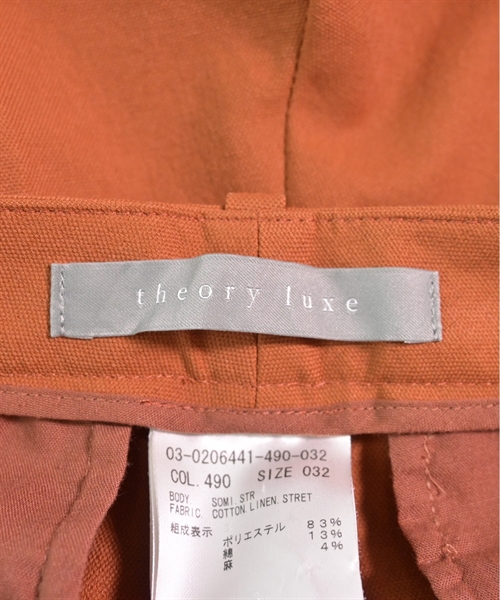 theory luxe
03-0206441-490-032
COL. 490 SIZE 032
BODY SOMI.STR
FABRIC. COTTON.LINEN.STRET
組成表示
ポリエステル 83%
綿 13%
麻 4%